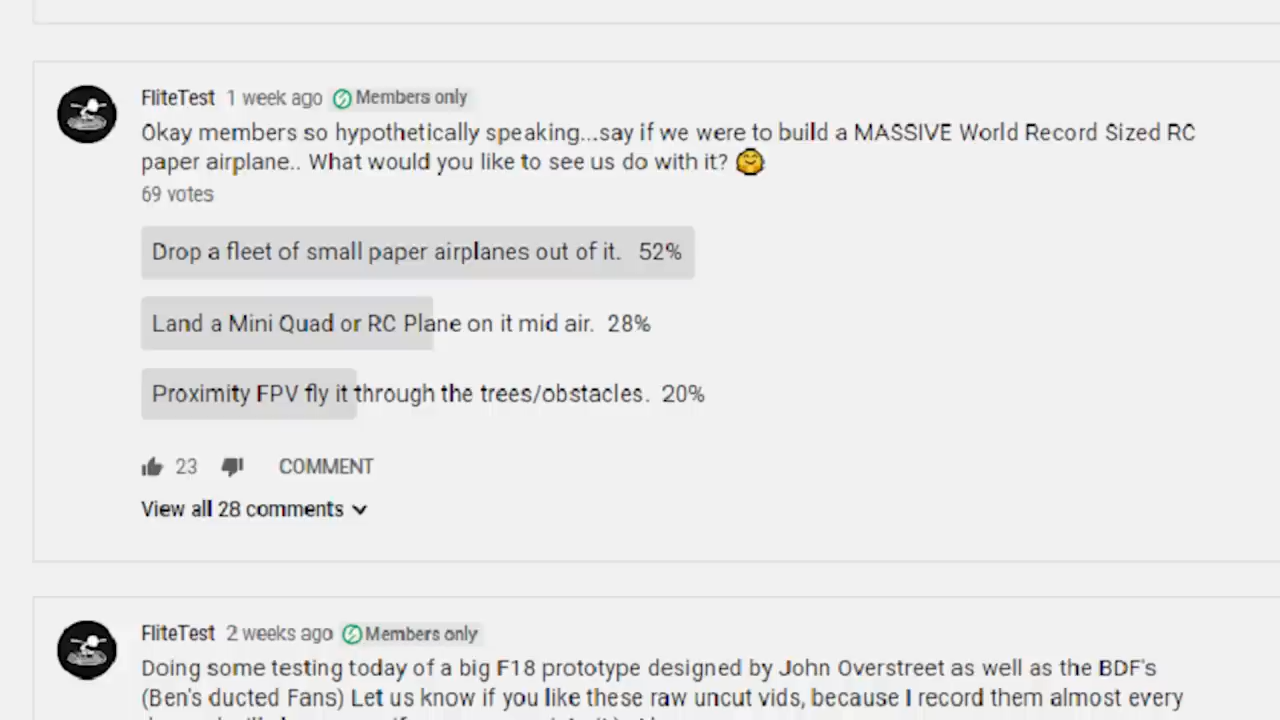 FliteTest 1 week ago Members only
Okay members so hypothetically speaking...say if we were to build a MASSIVE World Record Sized RC
paper airplane.. What would you like to see us do with it? 🤗
69 votes
Drop a fleet of small paper airplanes out of it. 52%
Land a Mini Quad or RC Plane on it mid air. 28%
Proximity FPV fly it through the trees/obstacles. 20%
23 COMMENT
View all 28 comments
FliteTest 2 weeks ago Members only
Doing some testing today of a big F18 prototype designed by John Overstreet as well as the BDF's
(Ben's ducted Fans) Let us know if you like these raw uncut vids, because I record them almost every